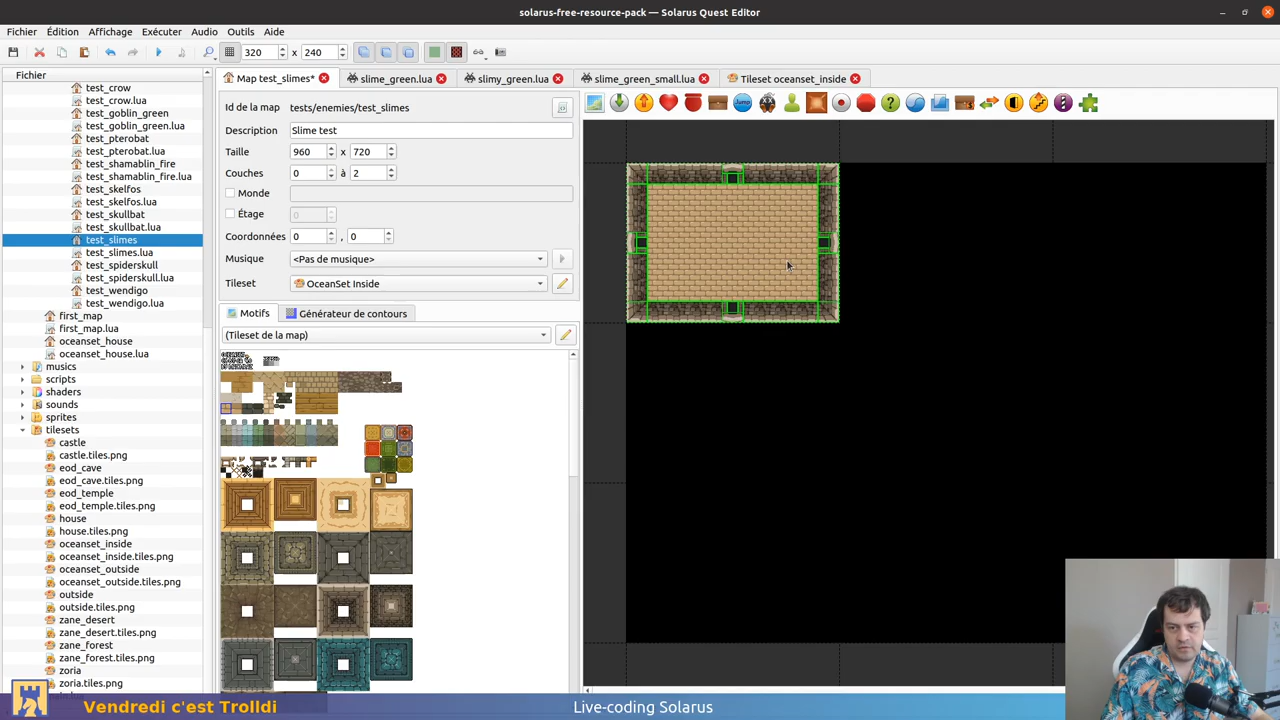 solarus-free-resource-pack — Solarus Quest Editor
Fichier Édition Affichage Exécuter Audio Outils Aide
320 x 240
Fichier
test_crow
test_crow.lua
test_goblin_green
test_goblin_green.lua
test_pterobat
test_pterobat.lua
test_shamablin_fire
test_shamablin_fire.lua
test_skelfos
test_skelfos.lua
test_skullbat
test_skullbat.lua
test_slimes
test_slimes.lua
test_spiderskull
test_spiderskull.lua
test_wendigo
test_wendigo.lua
first_map
first_map.lua
oceanset_house
oceanset_house.lua
musics
scripts
shaders
sounds
sprites
tilesets
castle
castle.tiles.png
eod_cave
eod_cave.tiles.png
eod_temple
eod_temple.tiles.png
house
house.tiles.png
oceanset_inside
oceanset_inside.tiles.png
oceanset_outside
oceanset_outside.tiles.png
outside
outside.tiles.png
zane_desert
zane_desert.tiles.png
zane_forest
zane_forest.tiles.png
zoria
zoria.tiles.png
Map test_slimes* slime_green.lua slimy_green.lua slime_green_small.lua Tileset oceanset_inside
Id de la map tests/enemies/test_slimes
Description Slime test
Taille 960 x 720
Couches 0 à 2
Monde
Étage 0
Coordonnées 0 , 0
Musique <Pas de musique>
Tileset OceanSet Inside
Motifs Générateur de contours
(Tileset de la map)
Jump
Vendredi c'est Trolldi
Live-coding Solarus